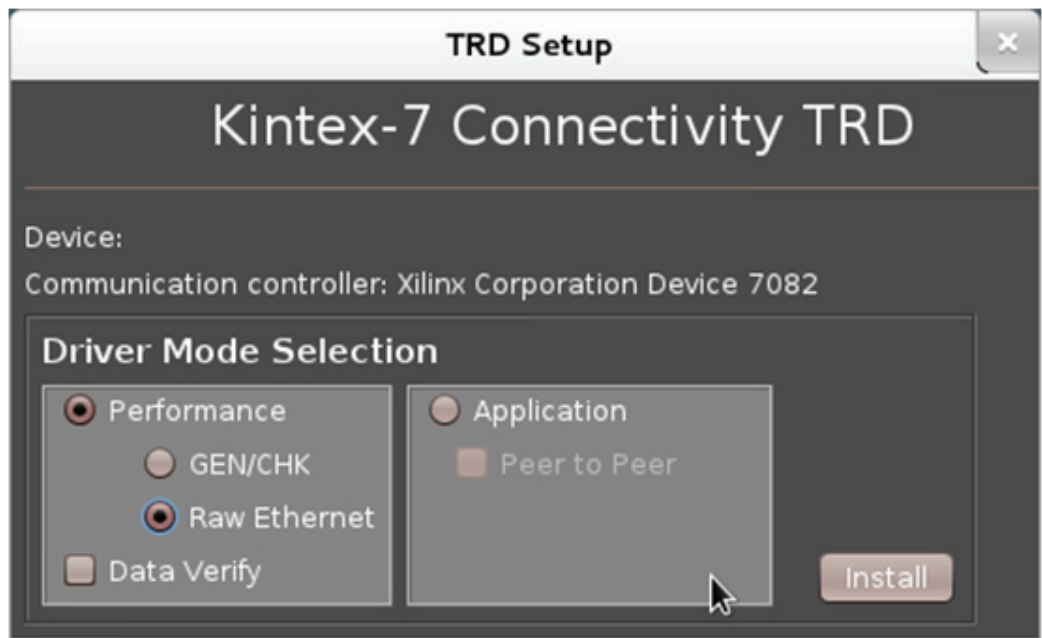 TRD Setup
Kintex-7 Connectivity TRD
Device:
Communication controller: Xilinx Corporation Device 7082
Driver Mode Selection
Performance
GEN/CHK
Raw Ethernet
Data Verify
Application
Peer to Peer
Install